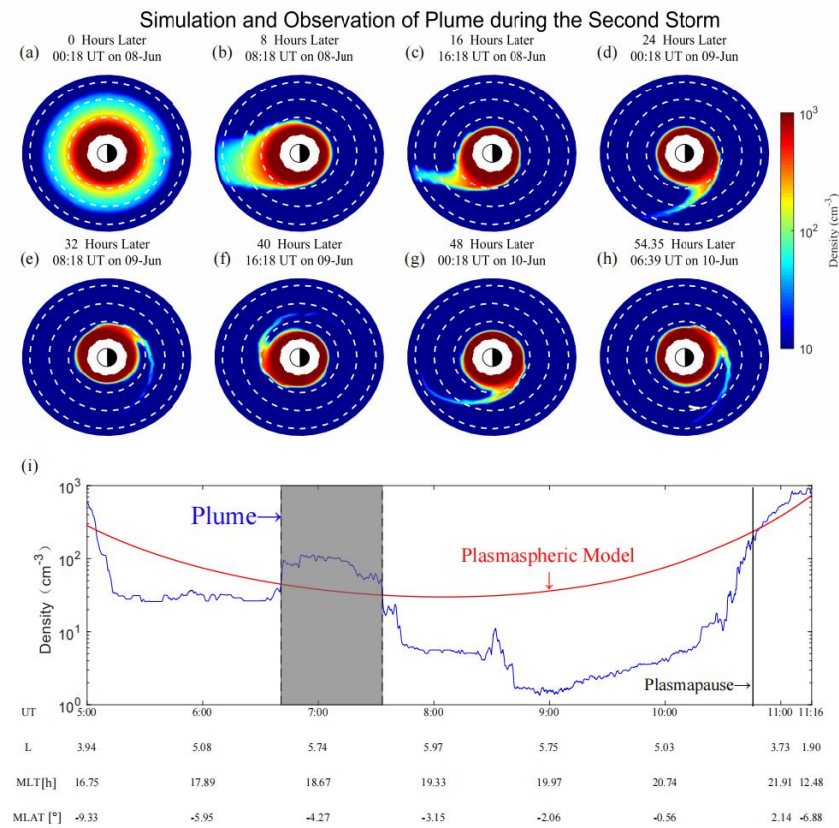 Simulation and Observation of Plume during the Second Storm
(a) 0 Hours Later
00:18 UT on 08-Jun
(b) 8 Hours Later
08:18 UT on 08-Jun
(c) 16 Hours Later
16:18 UT on 08-Jun
(d) 24 Hours Later
00:18 UT on 09-Jun
10³
10²
10
Density (cm⁻³)
(e) 32 Hours Later
08:18 UT on 09-Jun
(f) 40 Hours Later
16:18 UT on 09-Jun
(g) 48 Hours Later
00:18 UT on 10-Jun
(h) 54.35 Hours Later
06:39 UT on 10-Jun
(i)
Density（cm⁻³)
10³
10²
10¹
10⁰
Plume→
Plasmaspheric Model
↓
Plasmapause→
UT 5:00 6:00 7:00 8:00 9:00 10:00 11:00 11:16
L 3.94 5.08 5.74 5.97 5.75 5.03 3.73 1.90
MLT[h] 16.75 17.89 18.67 19.33 19.97 20.74 21.91 12.48
MLAT [°] -9.33 -5.95 -4.27 -3.15 -2.06 -0.56 2.14 -6.88